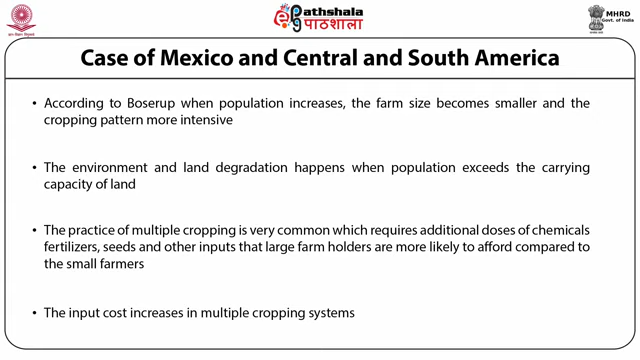 ePathshala
पाठशाला
MHRD
Govt. of India
Case of Mexico and Central and South America
• According to Boserup when population increases, the farm size becomes smaller and the
cropping pattern more intensive
• The environment and land degradation happens when population exceeds the carrying
capacity of land
• The practice of multiple cropping is very common which requires additional doses of chemicals
fertilizers, seeds and other inputs that large farm holders are more likely to afford compared to
the small farmers
• The input cost increases in multiple cropping systems